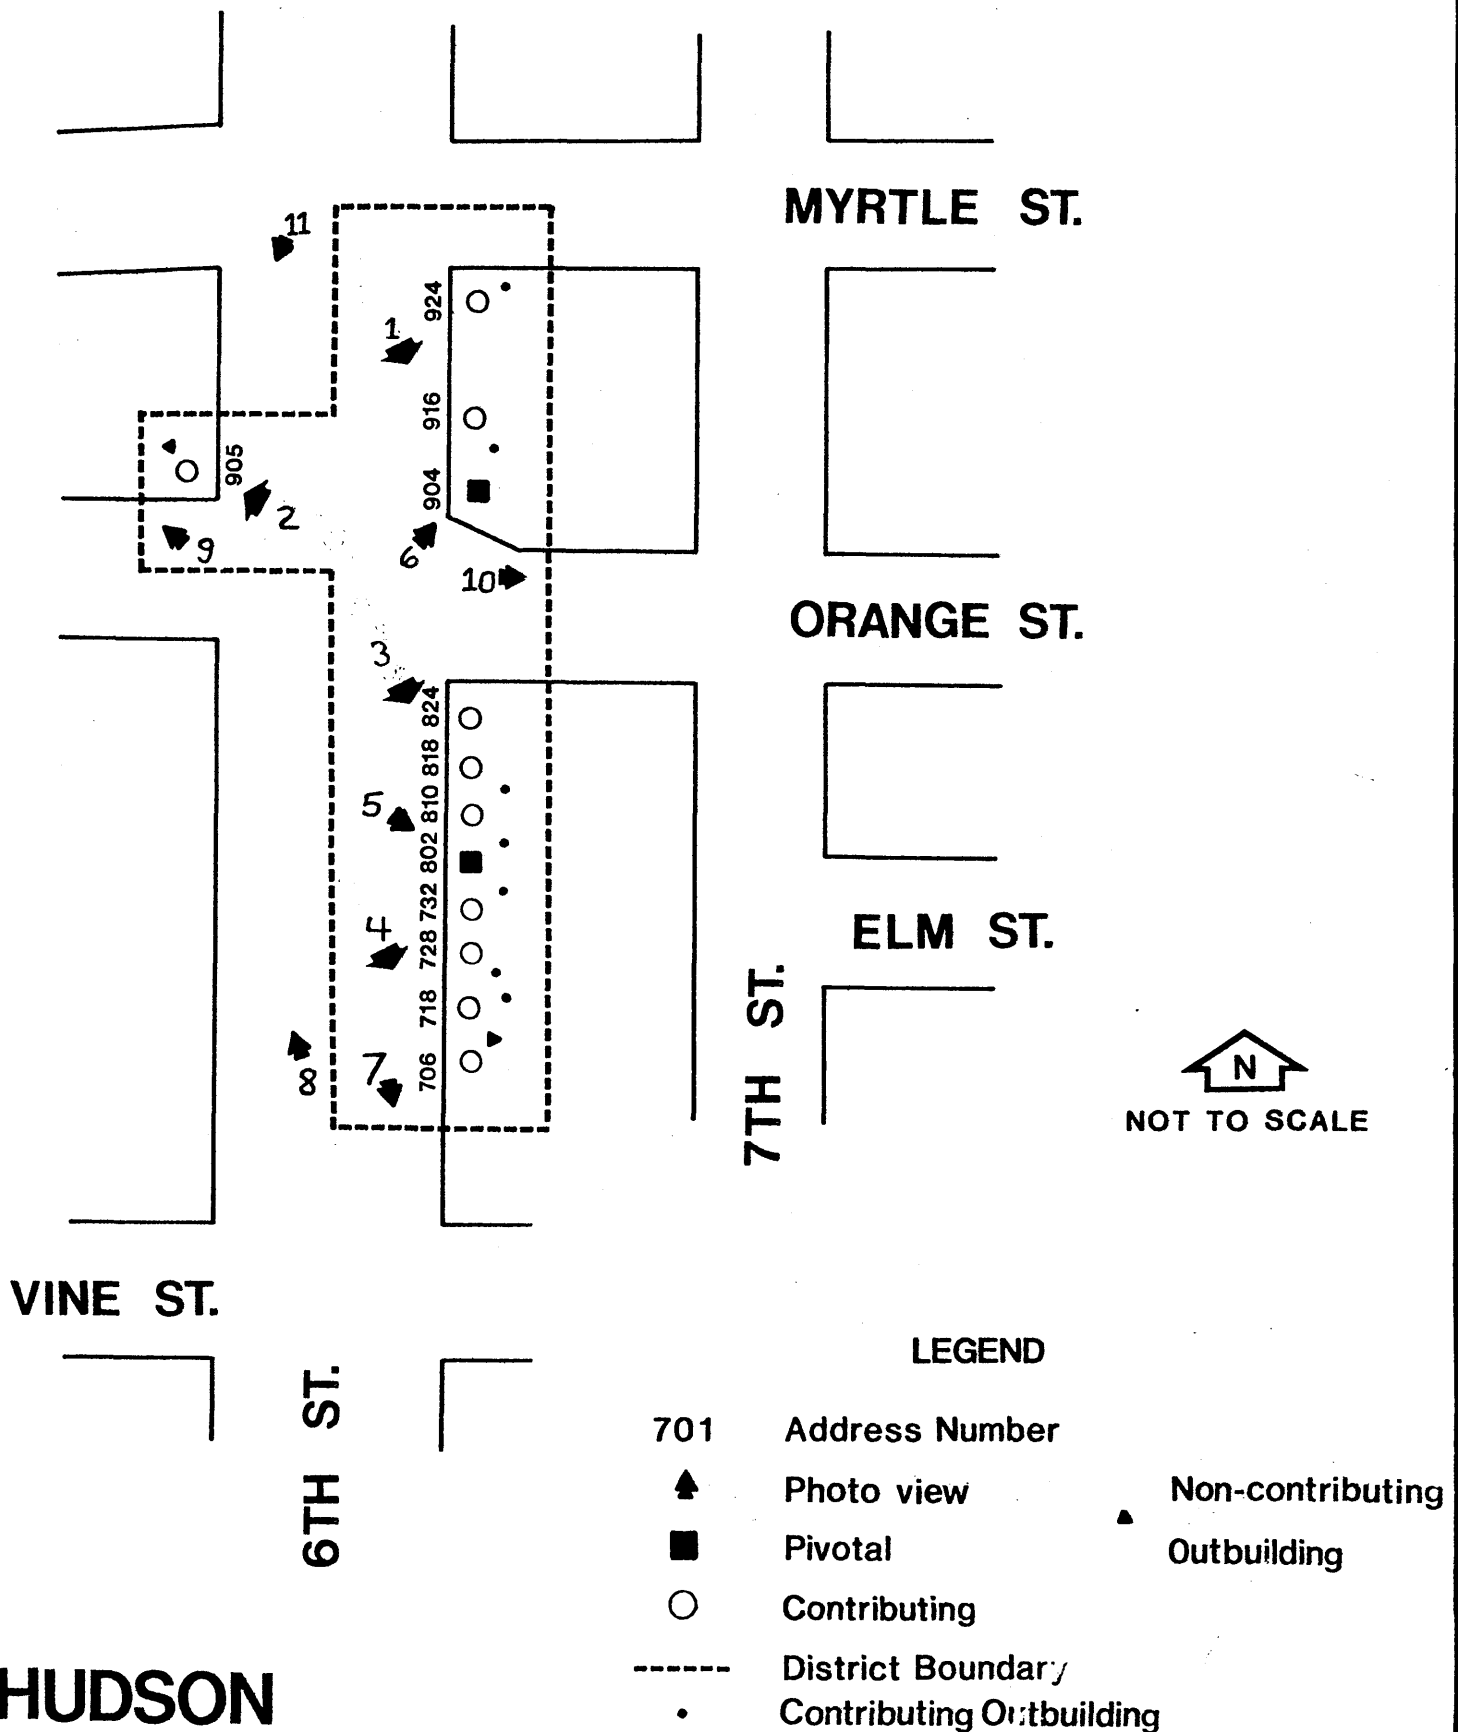 MYRTLE ST.
11
924
1
916
905
904
2
9
6
10
ORANGE ST.
3
824
818
5
810
802
732
4
728
ELM ST.
718
7TH ST.
8
7
706
N
NOT TO SCALE
VINE ST.
6TH ST.
LEGEND
701 Address Number
Photo view
Non-contributing
Outbuilding
Pivotal
Contributing
District Boundary
Contributing Outbuilding
HUDSON